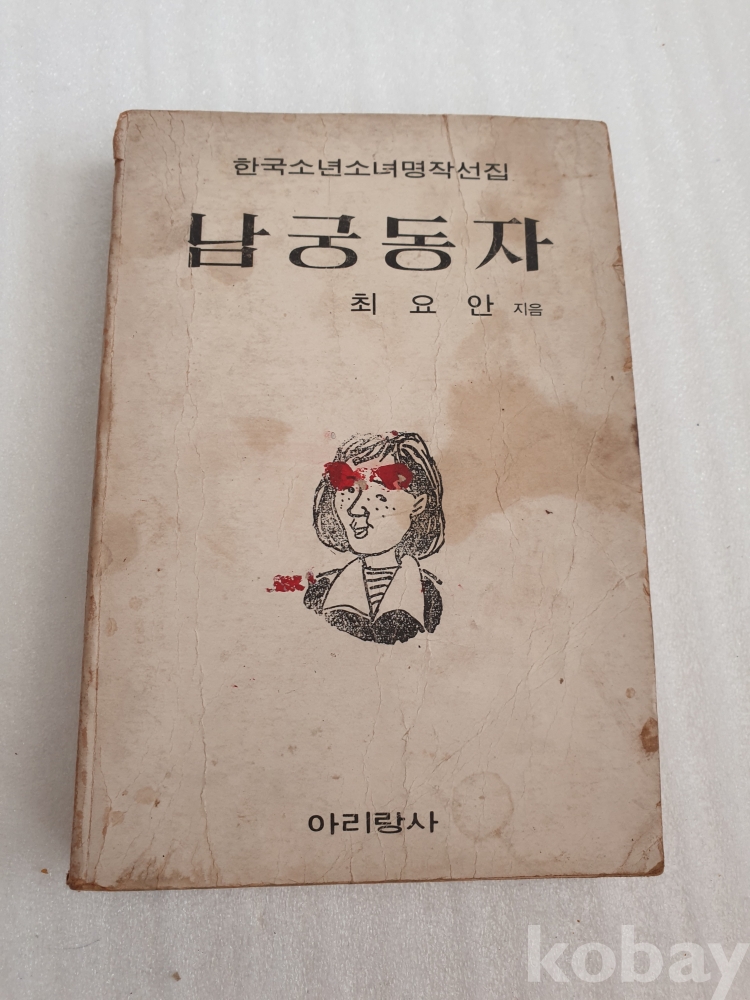 한국소년소녀명작선집
남궁동자
최요안 지음
아리랑사
kobay